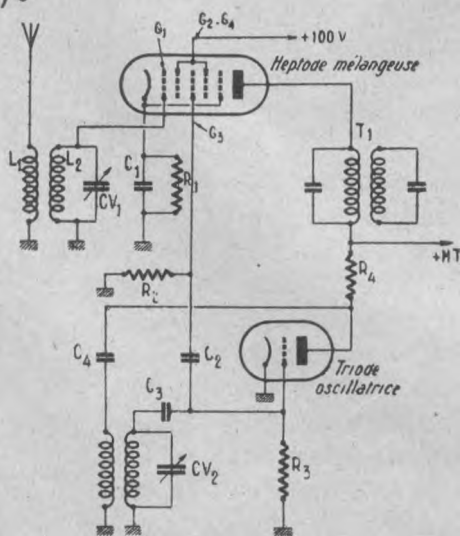 G₂-G₄
G₁
+100 V
Heptode mélangeuse
G₃
T₁
L₁
L₂
C₁
R₁
CV₁
+MT
R₂
R₄
C₄
C₂
Triode
oscillatrice
C₃
CV₂
R₃